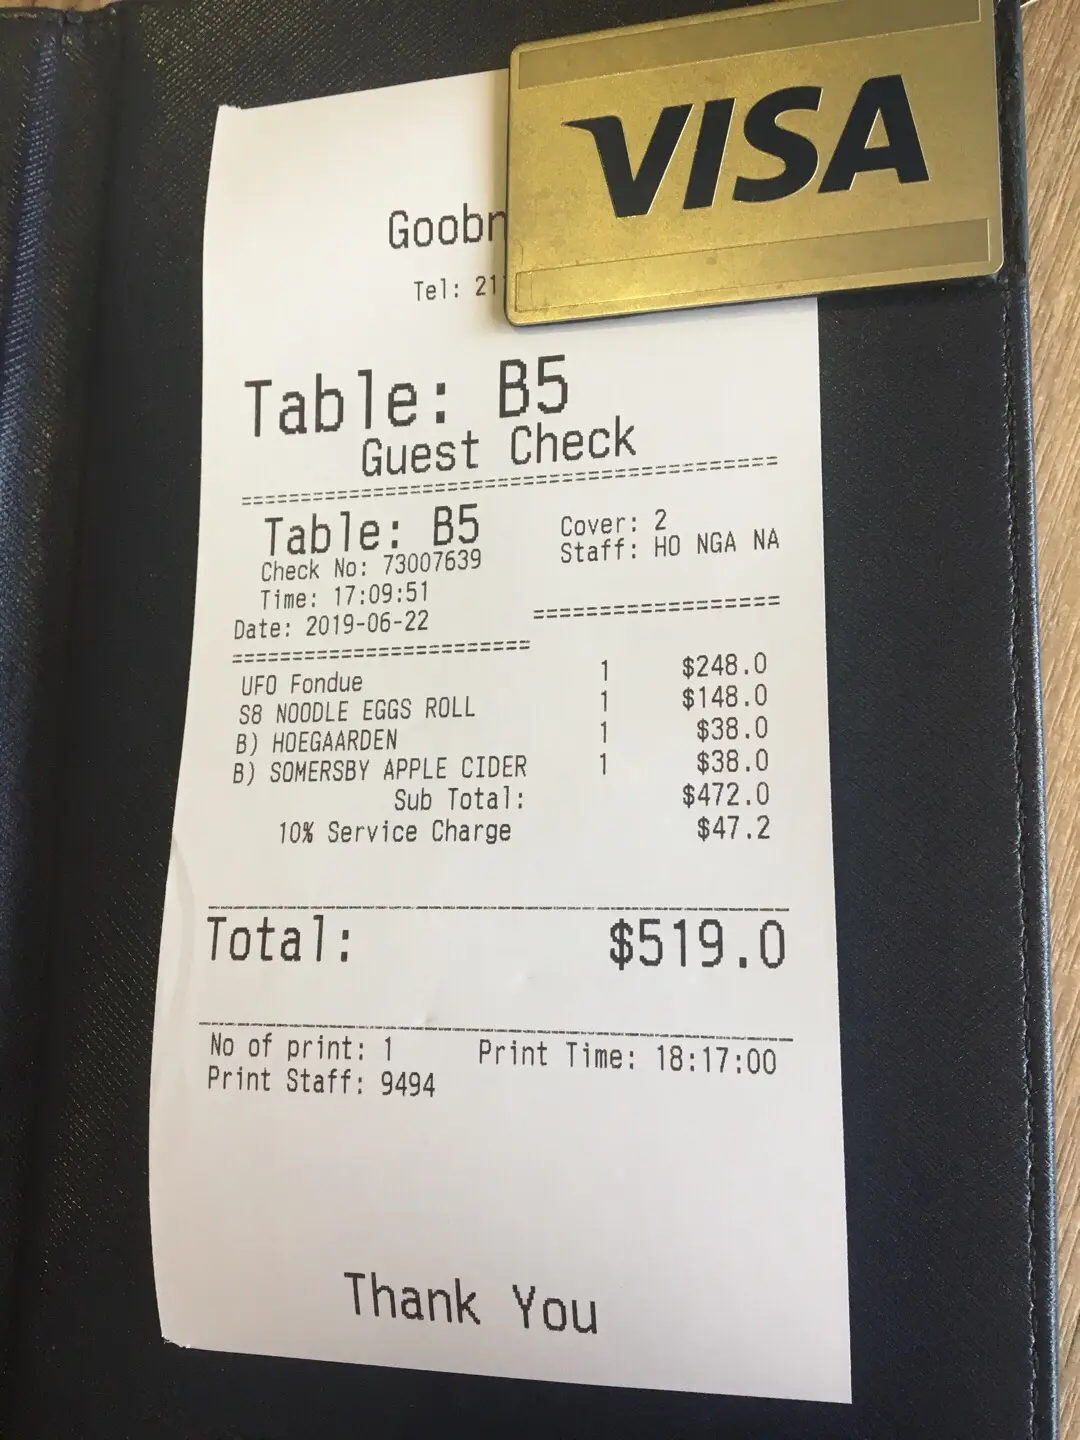 VISA
Table: B5
Guest Check
========================================
Table: B5
Cover: 2
Check No: 73007639
Staff: HO NGA NA
Time: 17:09:51
Date: 2019-06-22
========================================
UFO Fondue 1 $248.0
S8 NOODLE EGGS ROLL 1 $148.0
B) HOEGAARDEN 1 $38.0
B) SOMERSBY APPLE CIDER 1 $38.0
Sub Total: $472.0
10% Service Charge $47.2
Total: $519.0
No of print: 1 Print Time: 18:17:00
Print Staff: 9494
Thank You